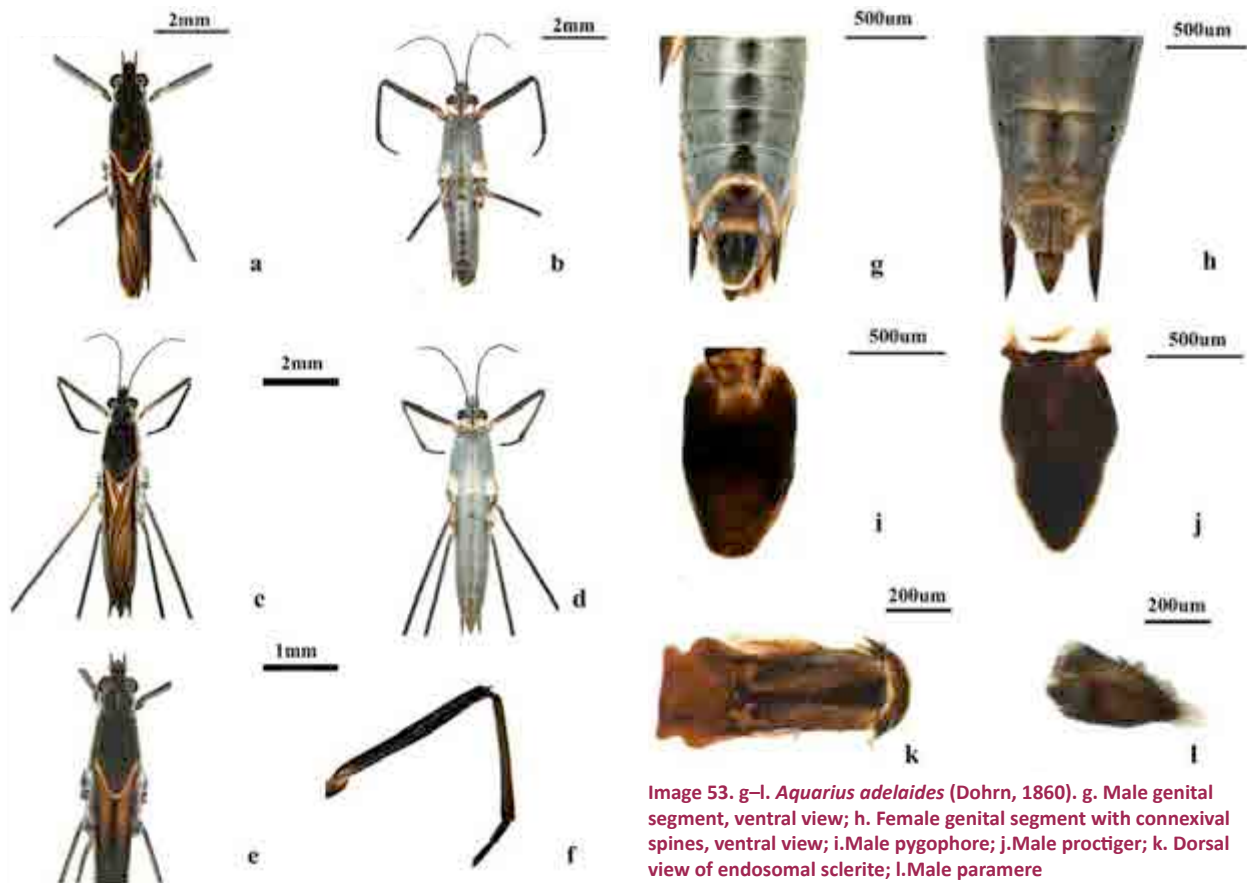 2mm
2mm
a
b
2mm
c
d
1mm
e
f
500um
500um
g
h
500um
500um
i
j
200um
200um
k
l
Image 53. g–l. Aquarius adelaides (Dohrn, 1860). g. Male genital
segment, ventral view; h. Female genital segment with connexival
spines, ventral view; i.Male pygophore; j.Male proctiger; k. Dorsal
view of endosomal sclerite; l.Male paramere